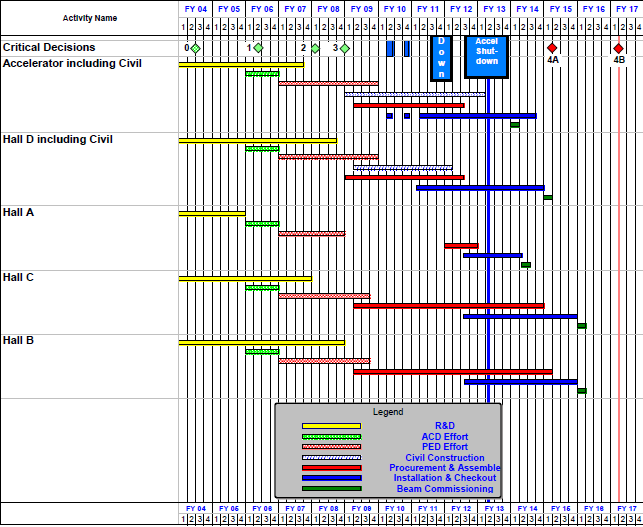 Activity Name
FY 04 FY 05 FY 06 FY 07 FY 08 FY 09 FY 10 FY 11 FY 12 FY 13 FY 14 FY 15 FY 16 FY 17
1 2 3 4 1 2 3 4 1 2 3 4 1 2 3 4 1 2 3 4 1 2 3 4 1 2 3 4 1 2 3 4 1 2 3 4 1 2 3 4 1 2 3 4 1 2 3 4 1 2 3 4 1 2 3 4
Critical Decisions
0 1 2 3
D
o
w
n
Accel
Shut-
down
4A 4B
Accelerator including Civil
Hall D including Civil
Hall A
Hall C
Hall B
Legend
R&D
ACD Effort
PED Effort
Civil Construction
Procurement & Assemble
Installation & Checkout
Beam Commissioning
FY 04 FY 05 FY 06 FY 07 FY 08 FY 09 FY 10 FY 11 FY 12 FY 13 FY 14 FY 15 FY 16 FY 17
1 2 3 4 1 2 3 4 1 2 3 4 1 2 3 4 1 2 3 4 1 2 3 4 1 2 3 4 1 2 3 4 1 2 3 4 1 2 3 4 1 2 3 4 1 2 3 4 1 2 3 4 1 2 3 4